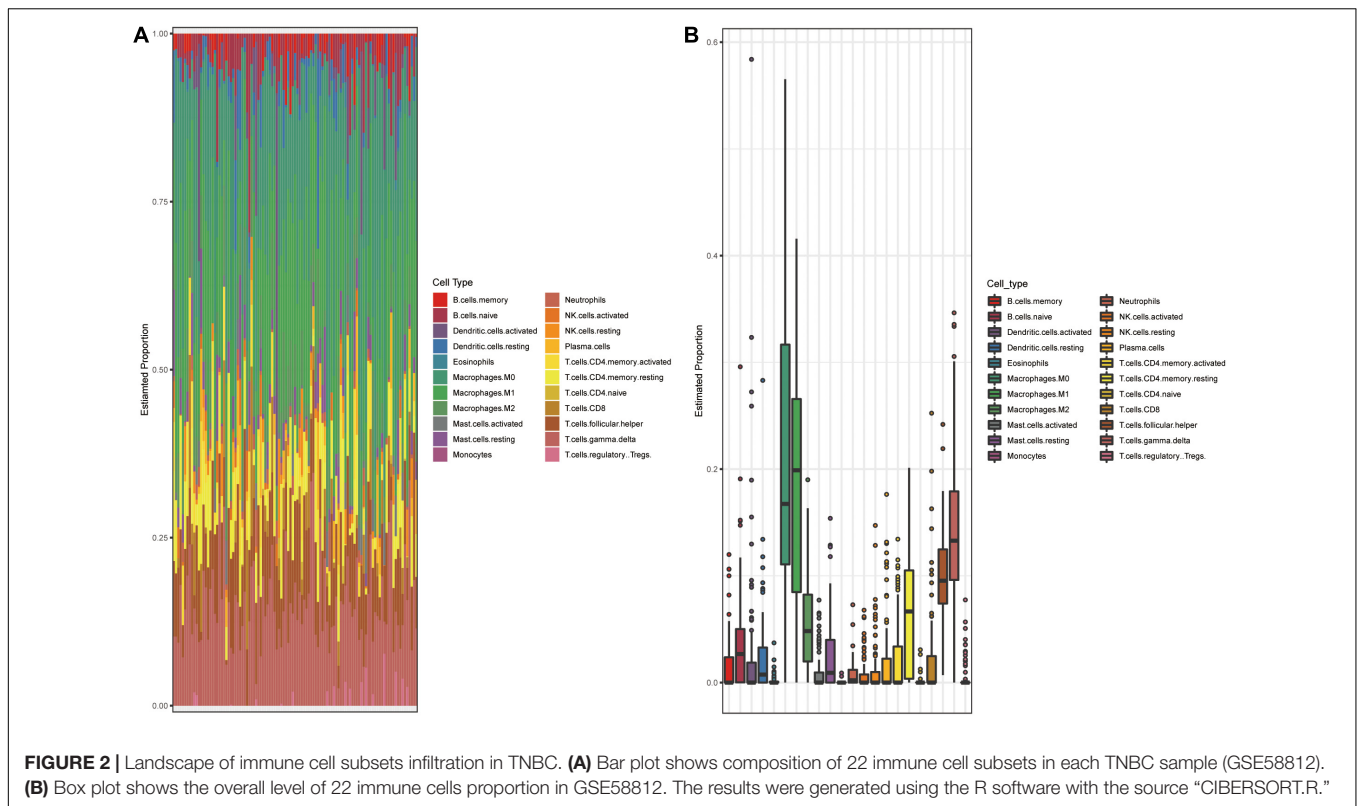 A
1.00
0.75
0.50
0.25
0.00
Estiamted Proportion
Cell Type
B.cells.memory
B.cells.naive
Dendritic.cells.activated
Dendritic.cells.resting
Eosinophils
Macrophages.M0
Macrophages.M1
Macrophages.M2
Mast.cells.activated
Mast.cells.resting
Monocytes
Neutrophils
NK.cells.activated
NK.cells.resting
Plasma.cells
T.cells.CD4.memory.activated
T.cells.CD4.memory.resting
T.cells.CD4.naive
T.cells.CD8
T.cells.follicular.helper
T.cells.gamma.delta
T.cells.regulatory..Tregs.
B
0.6
0.4
0.2
0.0
Estimated Proportion
Cell_type
B.cells.memory
B.cells.naive
Dendritic.cells.activated
Dendritic.cells.resting
Eosinophils
Macrophages.M0
Macrophages.M1
Macrophages.M2
Mast.cells.activated
Mast.cells.resting
Monocytes
Neutrophils
NK.cells.activated
NK.cells.resting
Plasma.cells
T.cells.CD4.memory.activated
T.cells.CD4.memory.resting
T.cells.CD4.naive
T.cells.CD8
T.cells.follicular.helper
T.cells.gamma.delta
T.cells.regulatory..Tregs.
FIGURE 2 | Landscape of immune cell subsets infiltration in TNBC. (A) Bar plot shows composition of 22 immune cell subsets in each TNBC sample (GSE58812).
(B) Box plot shows the overall level of 22 immune cells proportion in GSE58812. The results were generated using the R software with the source “CIBERSORT.R.”